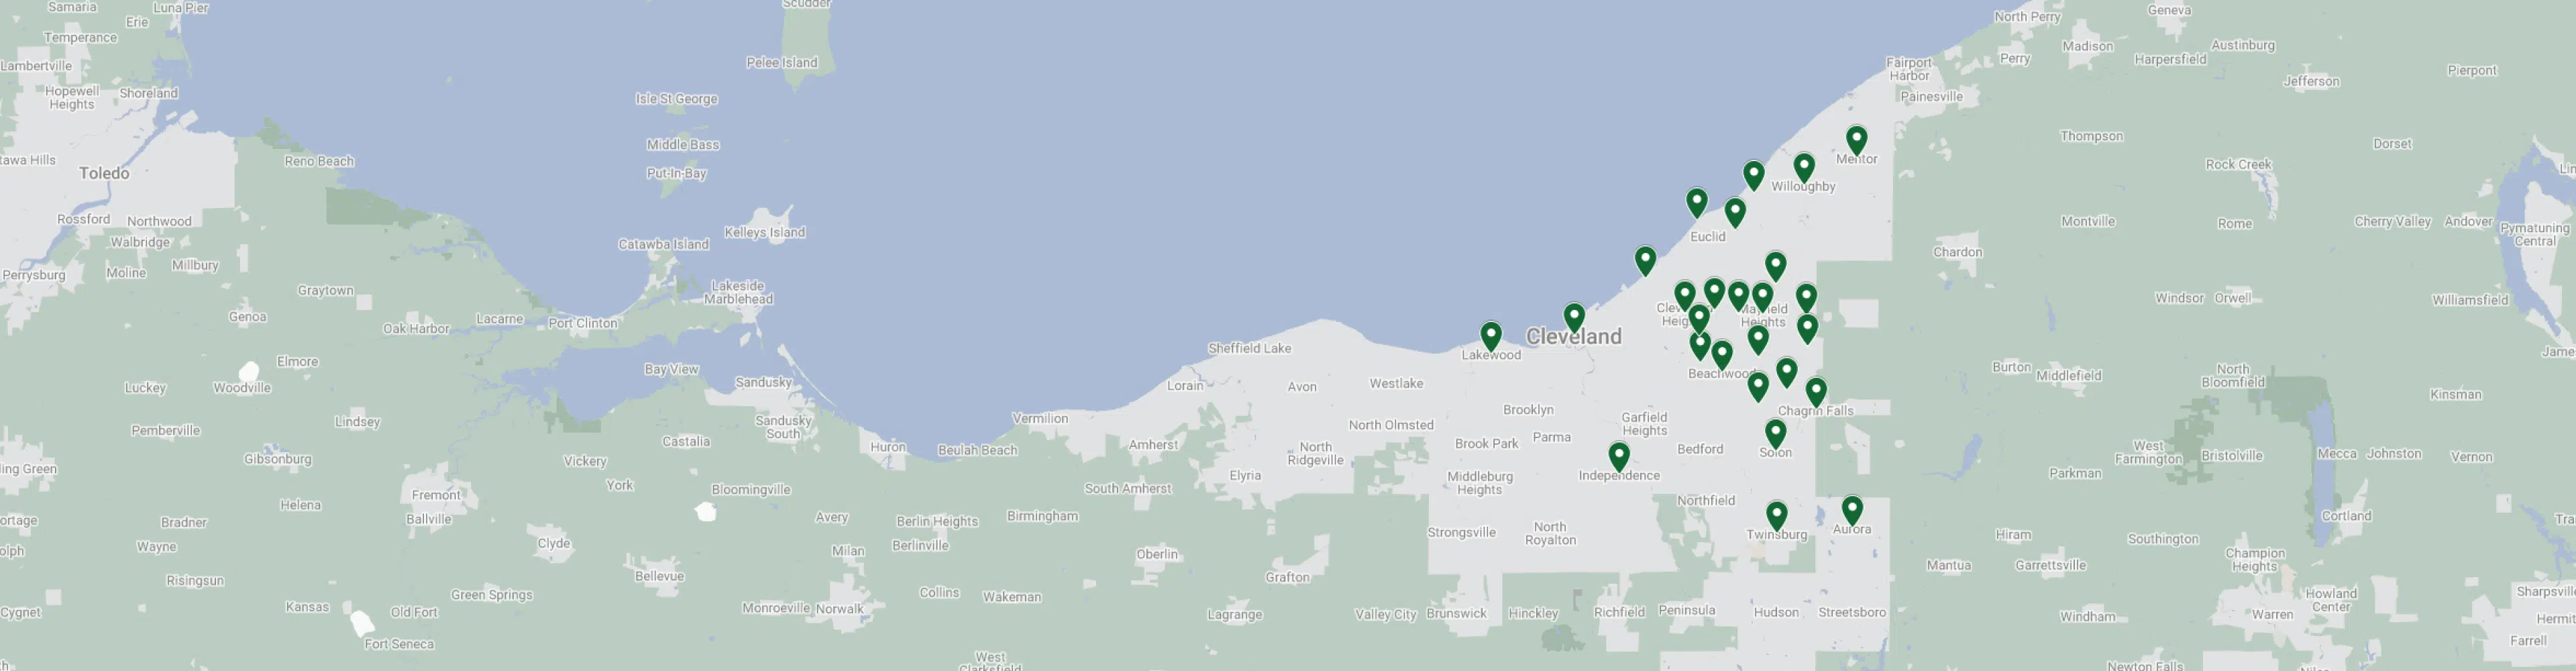 Samaria
Luna Pier
Scudder
North Perry
Geneva
Erie
Temperance
Madison
Austinburg
Perry
Harpersfield
Lambertville
Pelee Island
Fairport
Harbor
Pierpont
Jefferson
Hopewell
Heights
Shoreland
Isle St George
Painesville
Thompson
Dorset
Middle Bass
tawa Hills
Reno Beach
Mentor
Rock Creek
Toledo
Put-In-Bay
Willoughby
Rossford
Northwood
Montville
Rome
Cherry Valley
Andover
Pymatuning
Central
Walbridge
Kelleys Island
Catawba Island
Euclid
Chardon
Perrysburg
Moline
Millbury
Graytown
Lakeside
Marblehead
Windsor
Orwell
Williamsfield
Genoa
Lacarne
Port Clinton
Oak Harbor
Mayfield
Heights
Cleveland
Sheffield Lake
Lakewood
Elmore
Bay View
Beachwood
Burton
Middlefield
North
Bloomfield
Luckey
Woodville
Sandusky
Lorain
Avon
Westlake
Kinsman
Brooklyn
Chagrin Falls
Lindsey
Vermilion
Garfield
Heights
Pemberville
Sandusky
South
North Olmsted
Castalia
Huron
Beulah Beach
Amherst
North
Ridgeville
Brook Park
Parma
Bedford
Solon
West
Farmington
Bristolville
Mecca
Johnston
Vernon
Gibsonburg
Vickery
ing Green
Elyria
Middleburg
Heights
Independence
Parkman
York
Bloomingville
South Amherst
Fremont
Northfield
Helena
Ballville
Bradner
Avery
Berlin Heights
Birmingham
Cortland
ortage
Strongsville
North
Royalton
Twinsburg
Aurora
Hiram
Southington
Wayne
Clyde
Milan
Berlinville
Oberlin
Champion
Heights
Mantua
Garrettsville
Risingsun
Bellevue
Grafton
Green Springs
Collins
Wakeman
Howland
Center
Sharpsville
Cygnet
Kansas
Old Fort
Monroeville
Norwalk
Lagrange
Valley City
Brunswick
Hinckley
Richfield
Peninsula
Hudson
Streetsboro
Windham
Warren
Fort Seneca
Farrell
West
Newton Falls